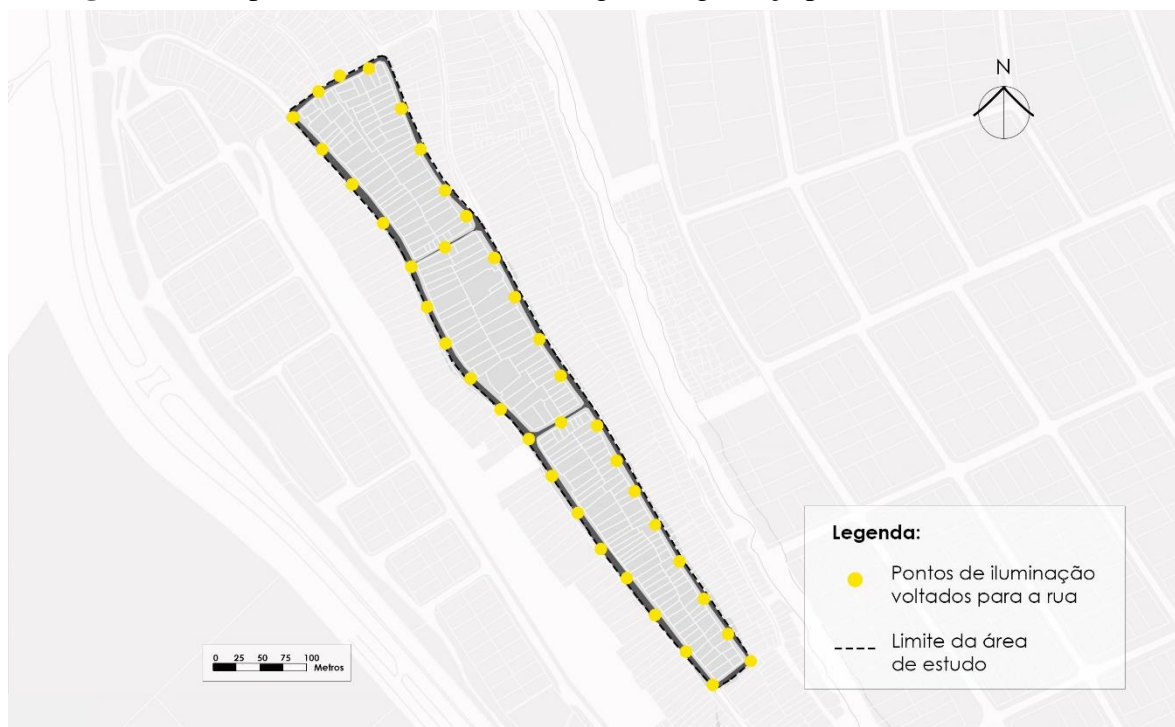 N
Legenda:
Pontos de iluminação
voltados para a rua
Limite da área
de estudo
0 25 50 75 100
Metros